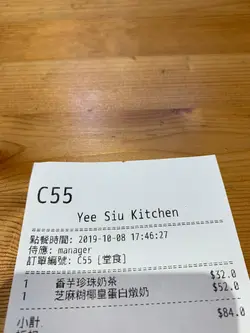 C55
Yee Siu Kitchen
點餐時間: 2019-10-08 17:46:27
侍應: manager
訂單編號: C55 [堂食]
1 香芋珍珠奶茶 $32.0
1 芝麻糊椰皇蛋白燉奶 $52.0
小計 $84.0